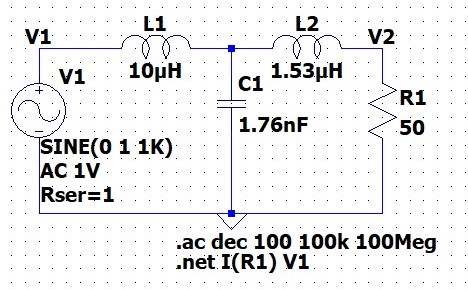 V1 L1 L2 V2
V1 10µH C1 1.53µH R1
1.76nF 50
SINE(0 1 1K)
AC 1V
Rser=1
.ac dec 100 100k 100Meg
.net I(R1) V1